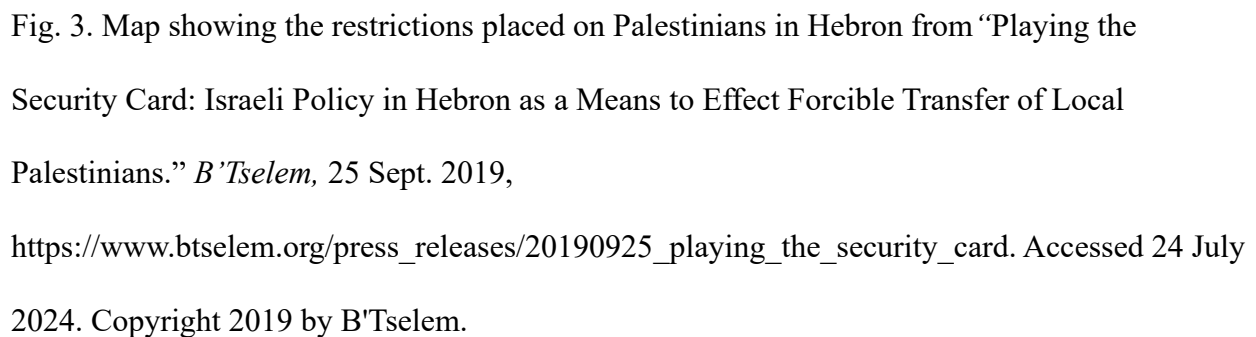 Fig. 3. Map showing the restrictions placed on Palestinians in Hebron from “Playing the
Security Card: Israeli Policy in Hebron as a Means to Effect Forcible Transfer of Local
Palestinians.” B’Tselem, 25 Sept. 2019,
https://www.btselem.org/press_releases/20190925_playing_the_security_card. Accessed 24 July
2024. Copyright 2019 by B'Tselem.